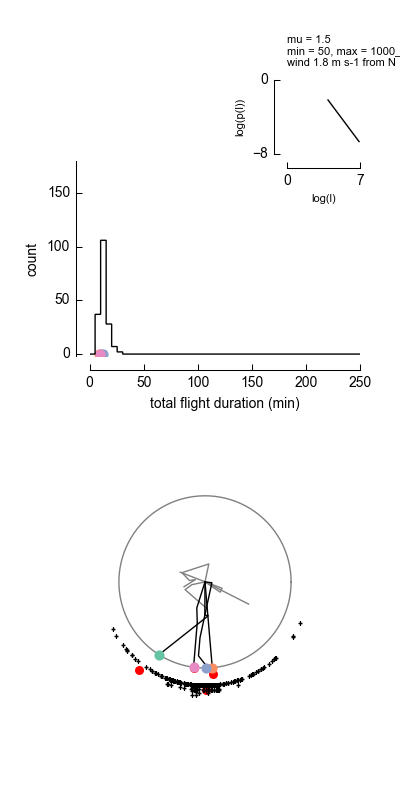 mu = 1.5
min = 50, max = 1000_
wind 1.8 m s-1 from N
0
log(p(l))
−8
0
7
log(l)
150
100
50
0
count
0
50
100
150
200
250
total flight duration (min)